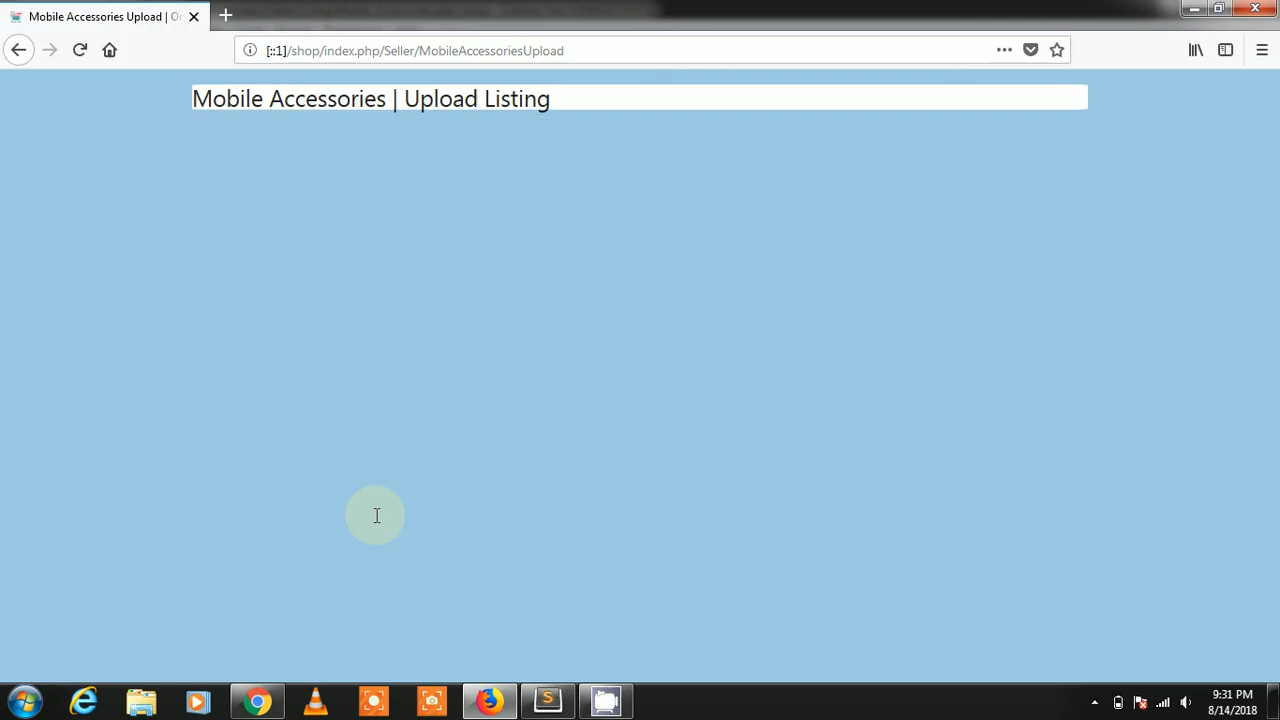 Mobile Accessories Upload | O
[::1]/shop/index.php/Seller/MobileAccessoriesUpload
Mobile Accessories | Upload Listing
9:31 PM
8/14/2018